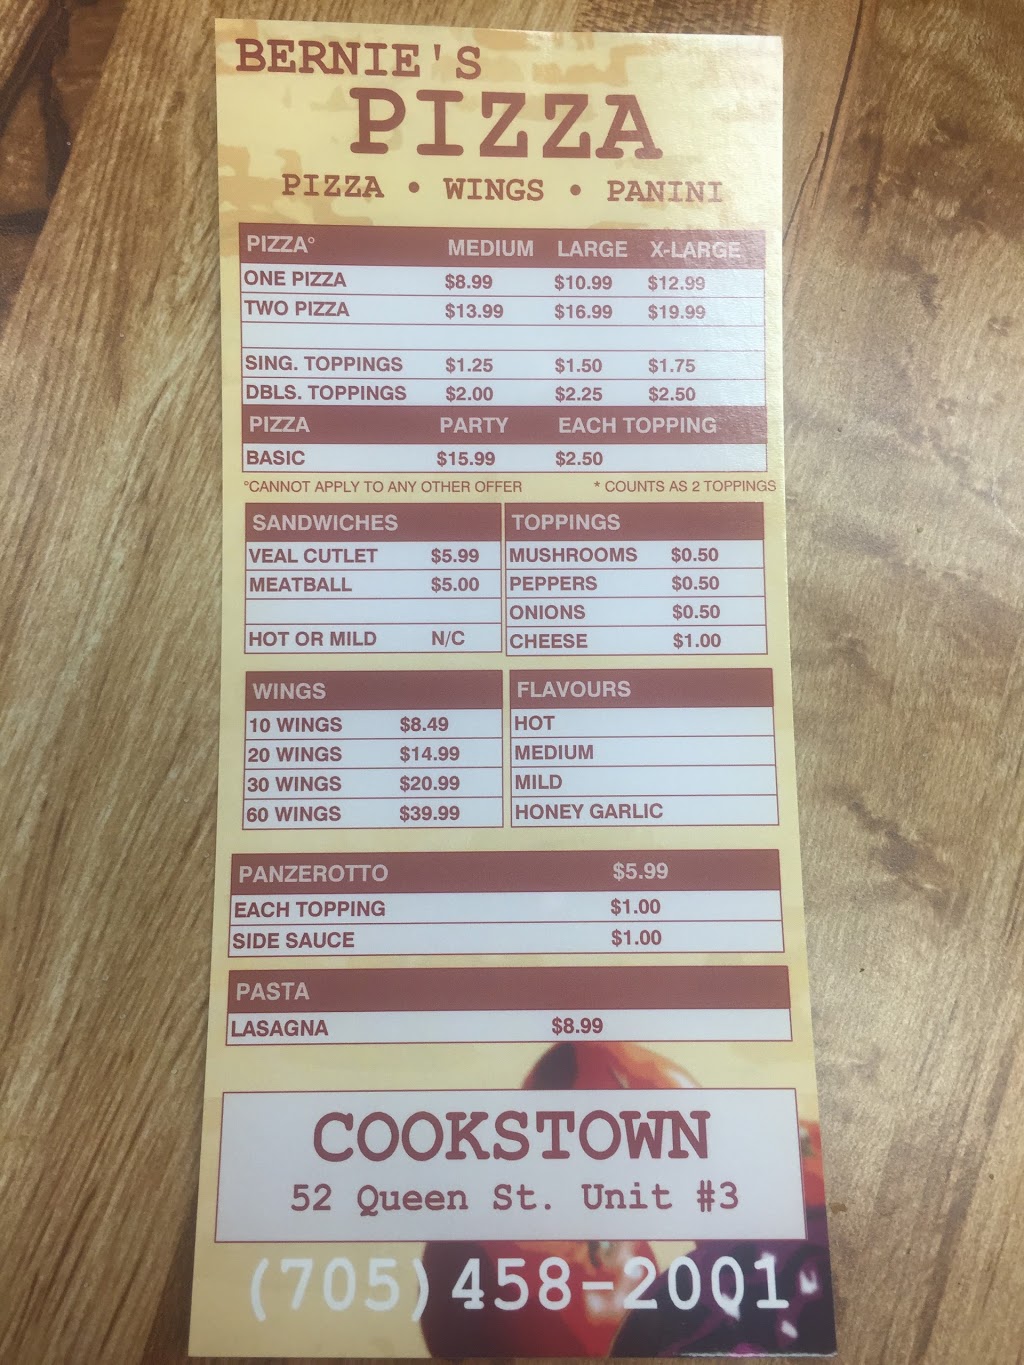 BERNIE'S
PIZZA
PIZZA • WINGS • PANINI
PIZZA° MEDIUM LARGE X-LARGE
ONE PIZZA $8.99 $10.99 $12.99
TWO PIZZA $13.99 $16.99 $19.99
SING. TOPPINGS $1.25 $1.50 $1.75
DBLS. TOPPINGS $2.00 $2.25 $2.50
PIZZA PARTY EACH TOPPING
BASIC $15.99 $2.50
°CANNOT APPLY TO ANY OTHER OFFER * COUNTS AS 2 TOPPINGS
SANDWICHES
VEAL CUTLET $5.99
MEATBALL $5.00
HOT OR MILD N/C
TOPPINGS
MUSHROOMS $0.50
PEPPERS $0.50
ONIONS $0.50
CHEESE $1.00
WINGS
10 WINGS $8.49
20 WINGS $14.99
30 WINGS $20.99
60 WINGS $39.99
FLAVOURS
HOT
MEDIUM
MILD
HONEY GARLIC
PANZEROTTO $5.99
EACH TOPPING $1.00
SIDE SAUCE $1.00
PASTA
LASAGNA $8.99
COOKSTOWN
52 Queen St. Unit #3
(705)458-2001